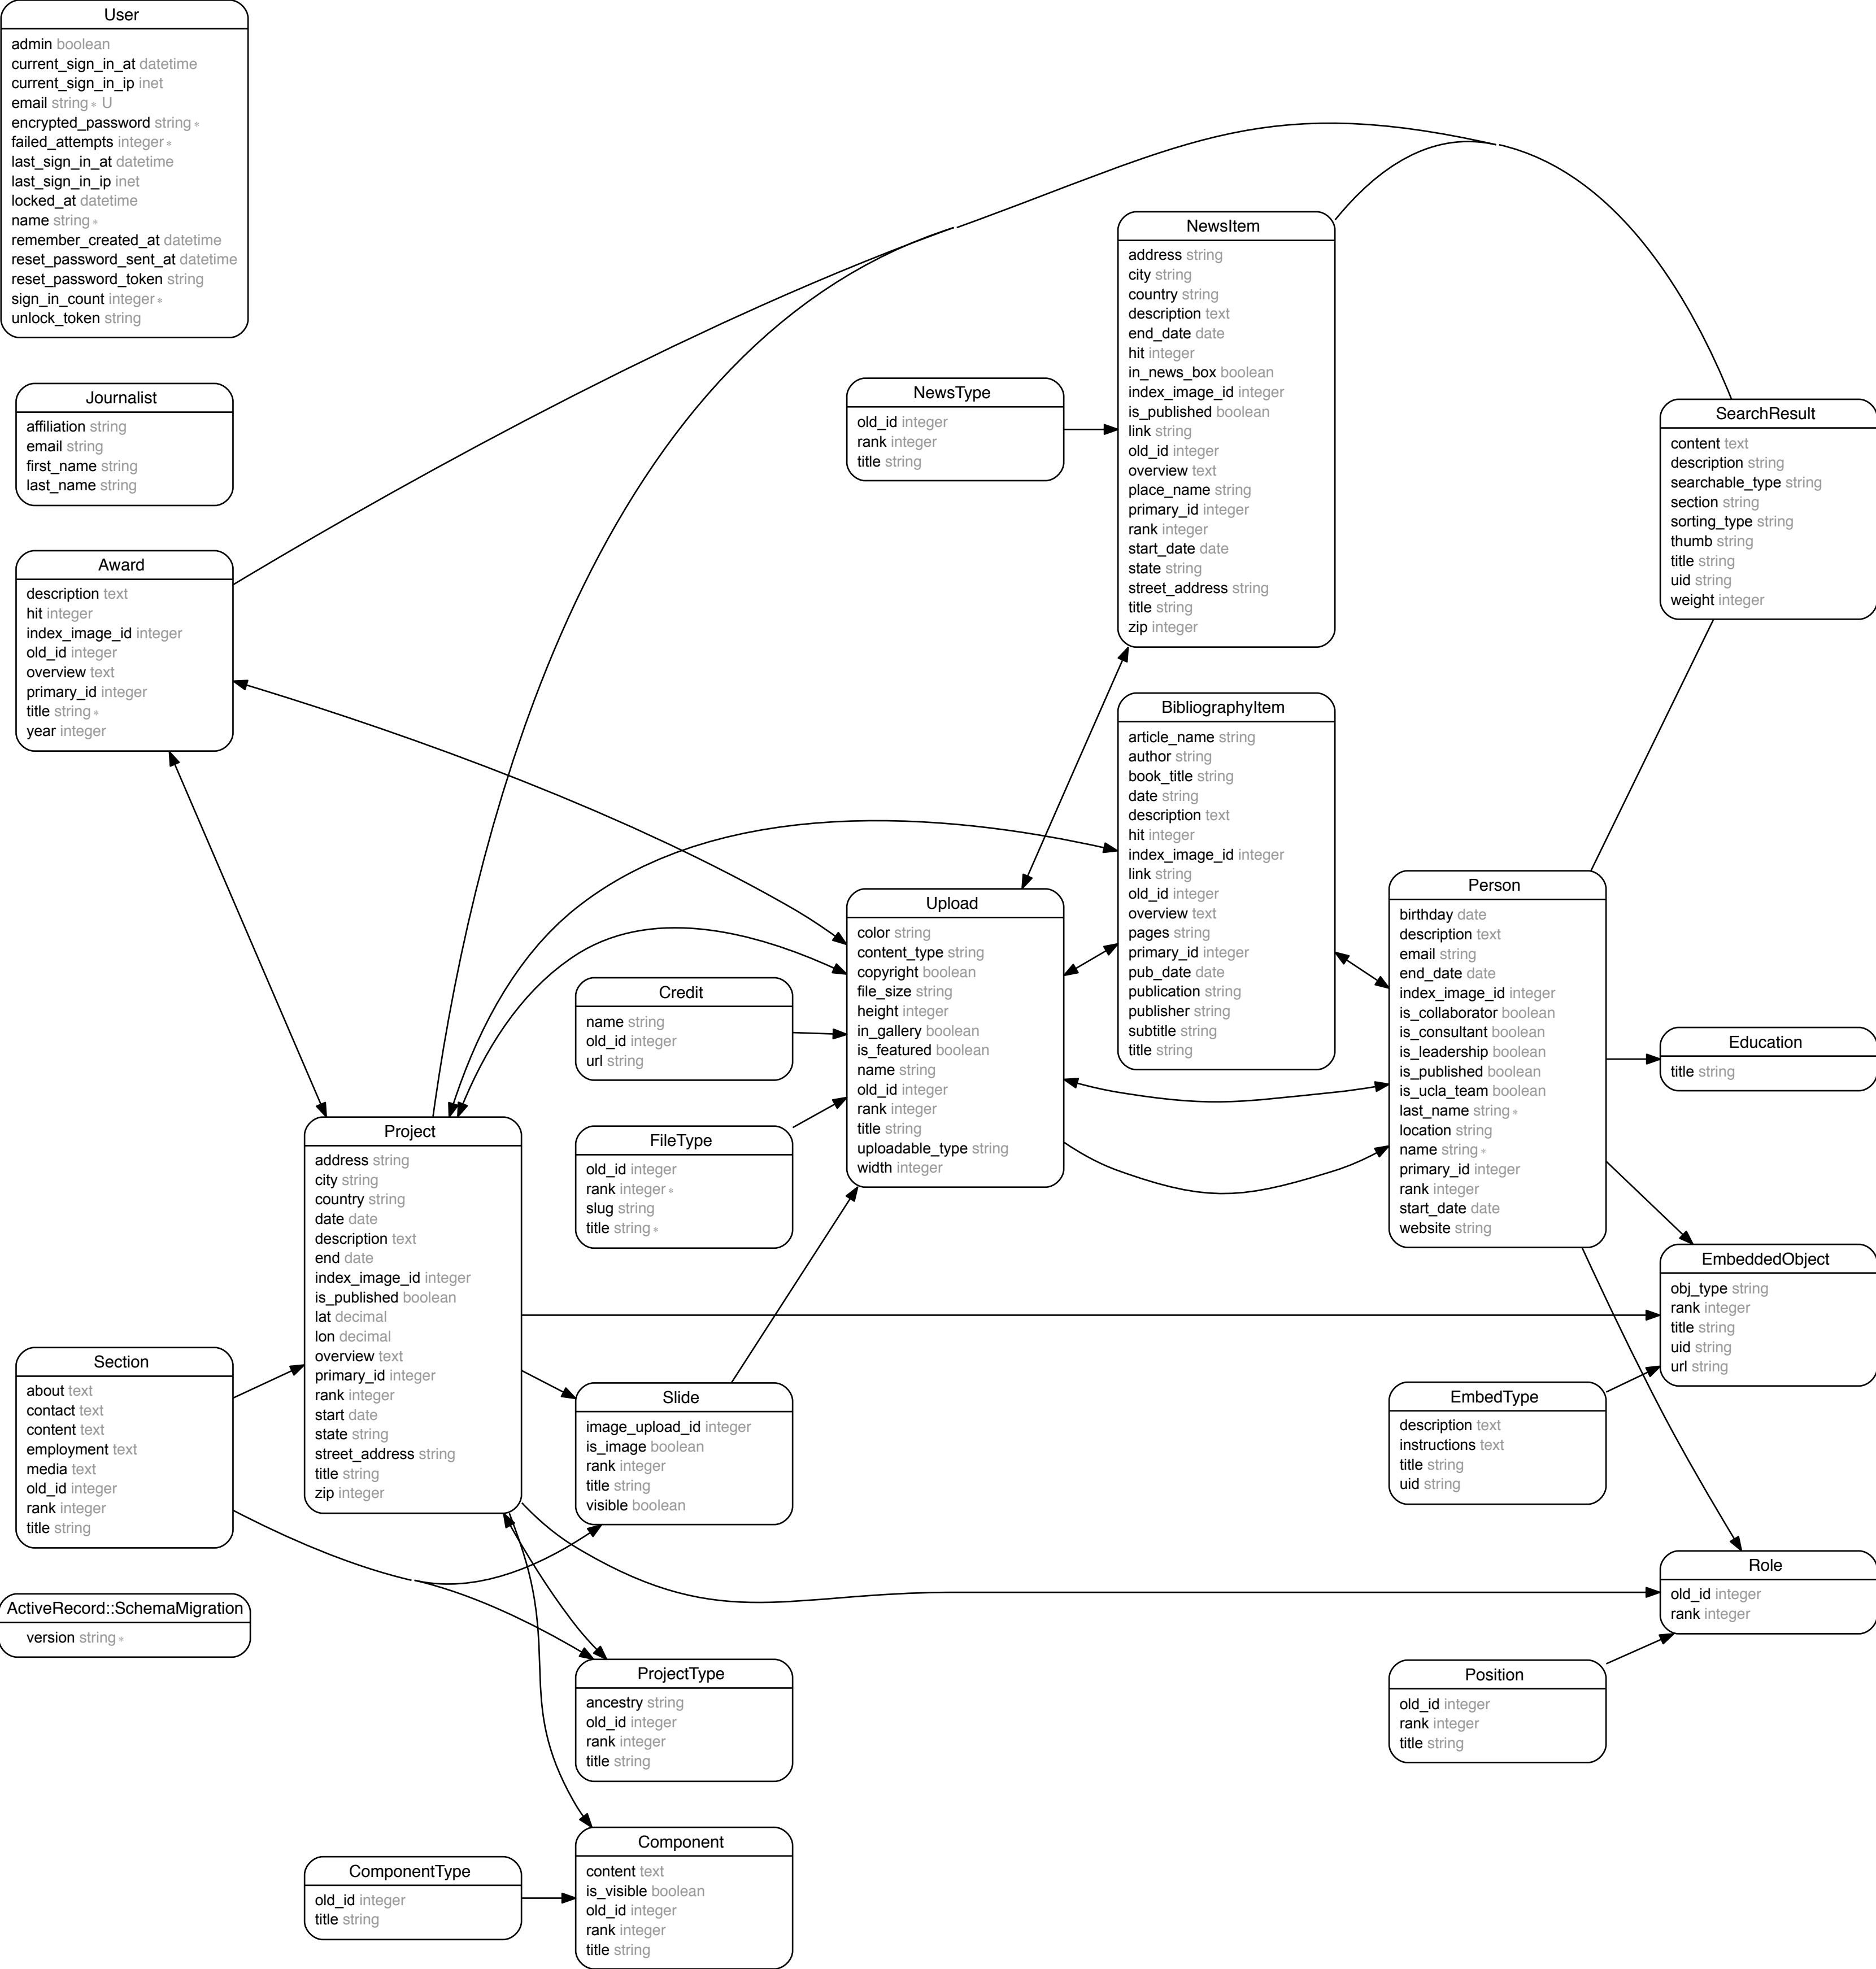 User
admin boolean
current_sign_in_at datetime
current_sign_in_ip inet
email string * U
encrypted_password string *
failed_attempts integer *
last_sign_in_at datetime
last_sign_in_ip inet
locked_at datetime
name string *
remember_created_at datetime
reset_password_sent_at datetime
reset_password_token string
sign_in_count integer *
unlock_token string
Journalist
affiliation string
email string
first_name string
last_name string
Award
description text
hit integer
index_image_id integer
old_id integer
overview text
primary_id integer
title string *
year integer
NewsType
old_id integer
rank integer
title string
NewsItem
address string
city string
country string
description text
end_date date
hit integer
in_news_box boolean
index_image_id integer
is_published boolean
link string
old_id integer
overview text
place_name string
primary_id integer
rank integer
start_date date
state string
street_address string
title string
zip integer
SearchResult
content text
description string
searchable_type string
section string
sorting_type string
thumb string
title string
uid string
weight integer
BibliographyItem
article_name string
author string
book_title string
date string
description text
hit integer
index_image_id integer
link string
old_id integer
overview text
pages string
primary_id integer
pub_date date
publication string
publisher string
subtitle string
title string
Upload
color string
content_type string
copyright boolean
file_size string
height integer
in_gallery boolean
is_featured boolean
name string
old_id integer
rank integer
title string
uploadable_type string
width integer
Person
birthday date
description text
email string
end_date date
index_image_id integer
is_collaborator boolean
is_consultant boolean
is_leadership boolean
is_published boolean
is_ucla_team boolean
last_name string *
location string
name string *
primary_id integer
rank integer
start_date date
website string
Credit
name string
old_id integer
url string
Education
title string
FileType
old_id integer
rank integer *
slug string
title string *
Project
address string
city string
country string
date date
description text
end date
index_image_id integer
is_published boolean
lat decimal
lon decimal
overview text
primary_id integer
rank integer
start date
state string
street_address string
title string
zip integer
EmbeddedObject
obj_type string
rank integer
title string
uid string
url string
Section
about text
contact text
content text
employment text
media text
old_id integer
rank integer
title string
Slide
image_upload_id integer
is_image boolean
rank integer
title string
visible boolean
EmbedType
description text
instructions text
title string
uid string
Role
old_id integer
rank integer
ActiveRecord::SchemaMigration
version string *
ProjectType
ancestry string
old_id integer
rank integer
title string
Position
old_id integer
rank integer
title string
ComponentType
old_id integer
title string
Component
content text
is_visible boolean
old_id integer
rank integer
title string